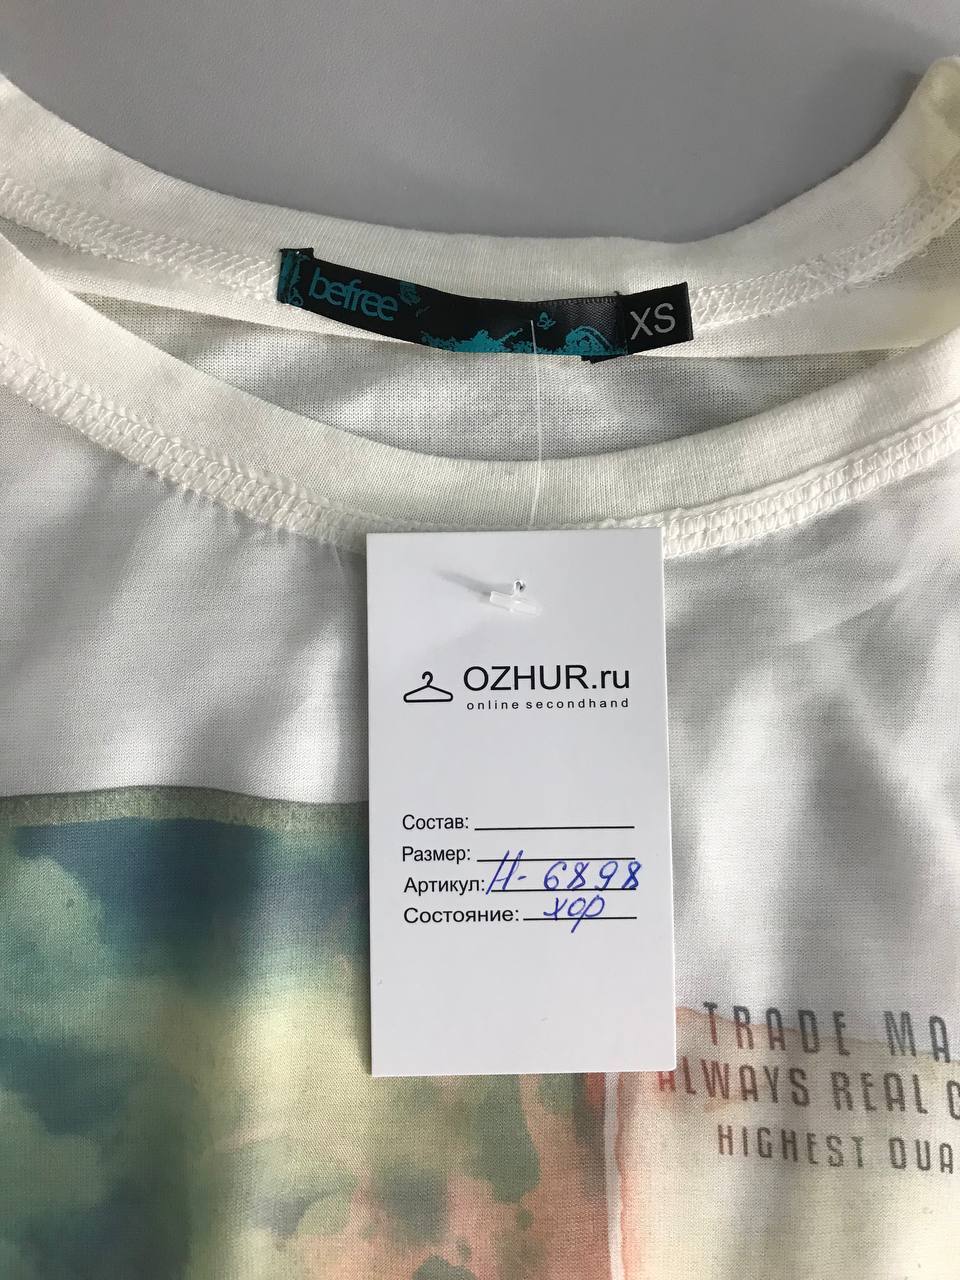 befree
XS
OZHUR.ru
online secondhand
Состав:
Размер:
Артикул: Н-6898
Состояние: хор
TRADE MA
ALWAYS REAL
HIGHEST QUA